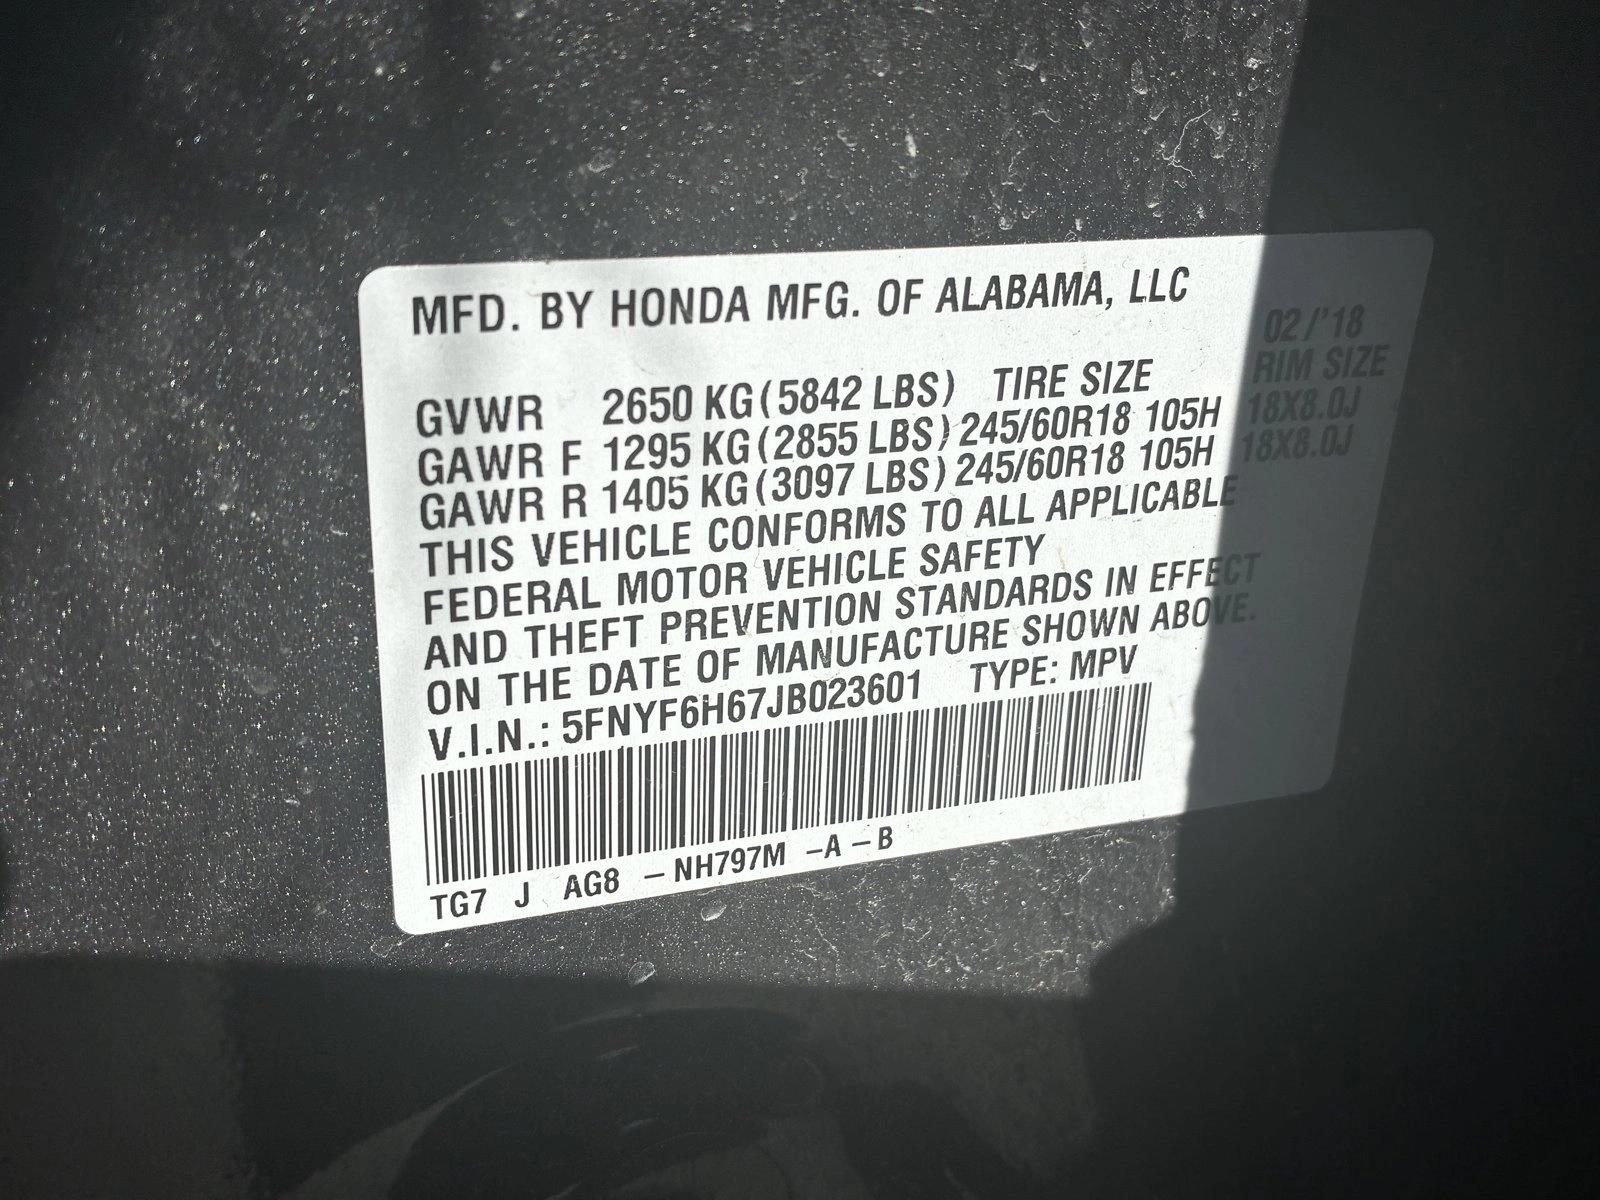 MFD. BY HONDA MFG. OF ALABAMA, LLC
02/'18
GVWR 2650 KG (5842 LBS) TIRE SIZE RIM SIZE
GAWR F 1295 KG (2855 LBS) 245/60R18 105H 18X8.0J
GAWR R 1405 KG (3097 LBS) 245/60R18 105H 18X8.0J
THIS VEHICLE CONFORMS TO ALL APPLICABLE
FEDERAL MOTOR VEHICLE SAFETY
AND THEFT PREVENTION STANDARDS IN EFFECT
ON THE DATE OF MANUFACTURE SHOWN ABOVE.
V.I.N.: 5FNYF6H67JB023601 TYPE: MPV
TG7 J AG8 – NH797M –A – B